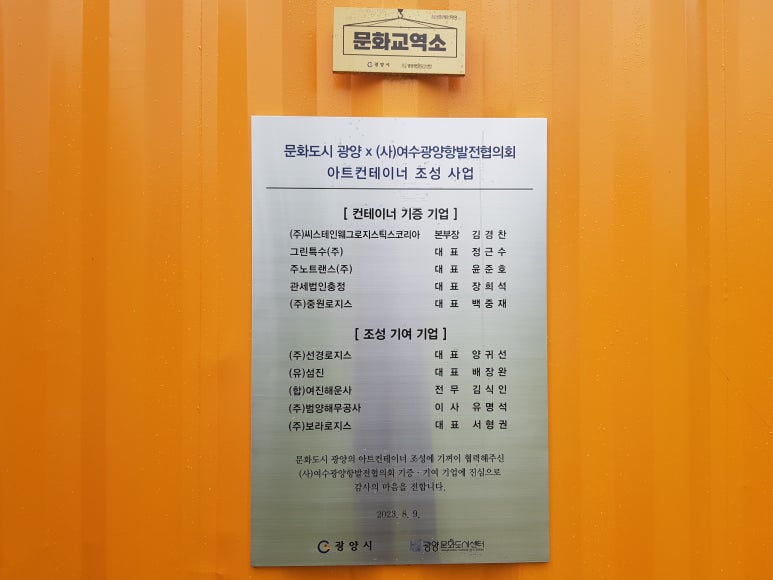 문화교역소
광양시
문화도시 광양 x (사)여수광양항발전협의회
아트컨테이너 조성 사업
[ 컨테이너 기증 기업 ]
(주)씨스테인웨그로지스틱스코리아 본부장 김경찬
그린특수(주) 대 표 정근수
주노트랜스(주) 대 표 윤준호
관세법인충정 대 표 장희석
(주)중원로지스 대 표 백중재
[ 조성 기여 기업 ]
(주)선경로지스 대 표 양귀선
(유)섬진 대 표 배장완
(합)여진해운사 전 무 김식인
(주)범양해무공사 이 사 유명석
(주)보라로지스 대 표 서형권
문화도시 광양의 아트컨테이너 조성에 기꺼이 협력해주신
(사)여수광양항발전협의회 기증 · 기여 기업에 진심으로
감사의 마음을 전합니다.
2023. 8. 9.
광양시 광양문화도시센터